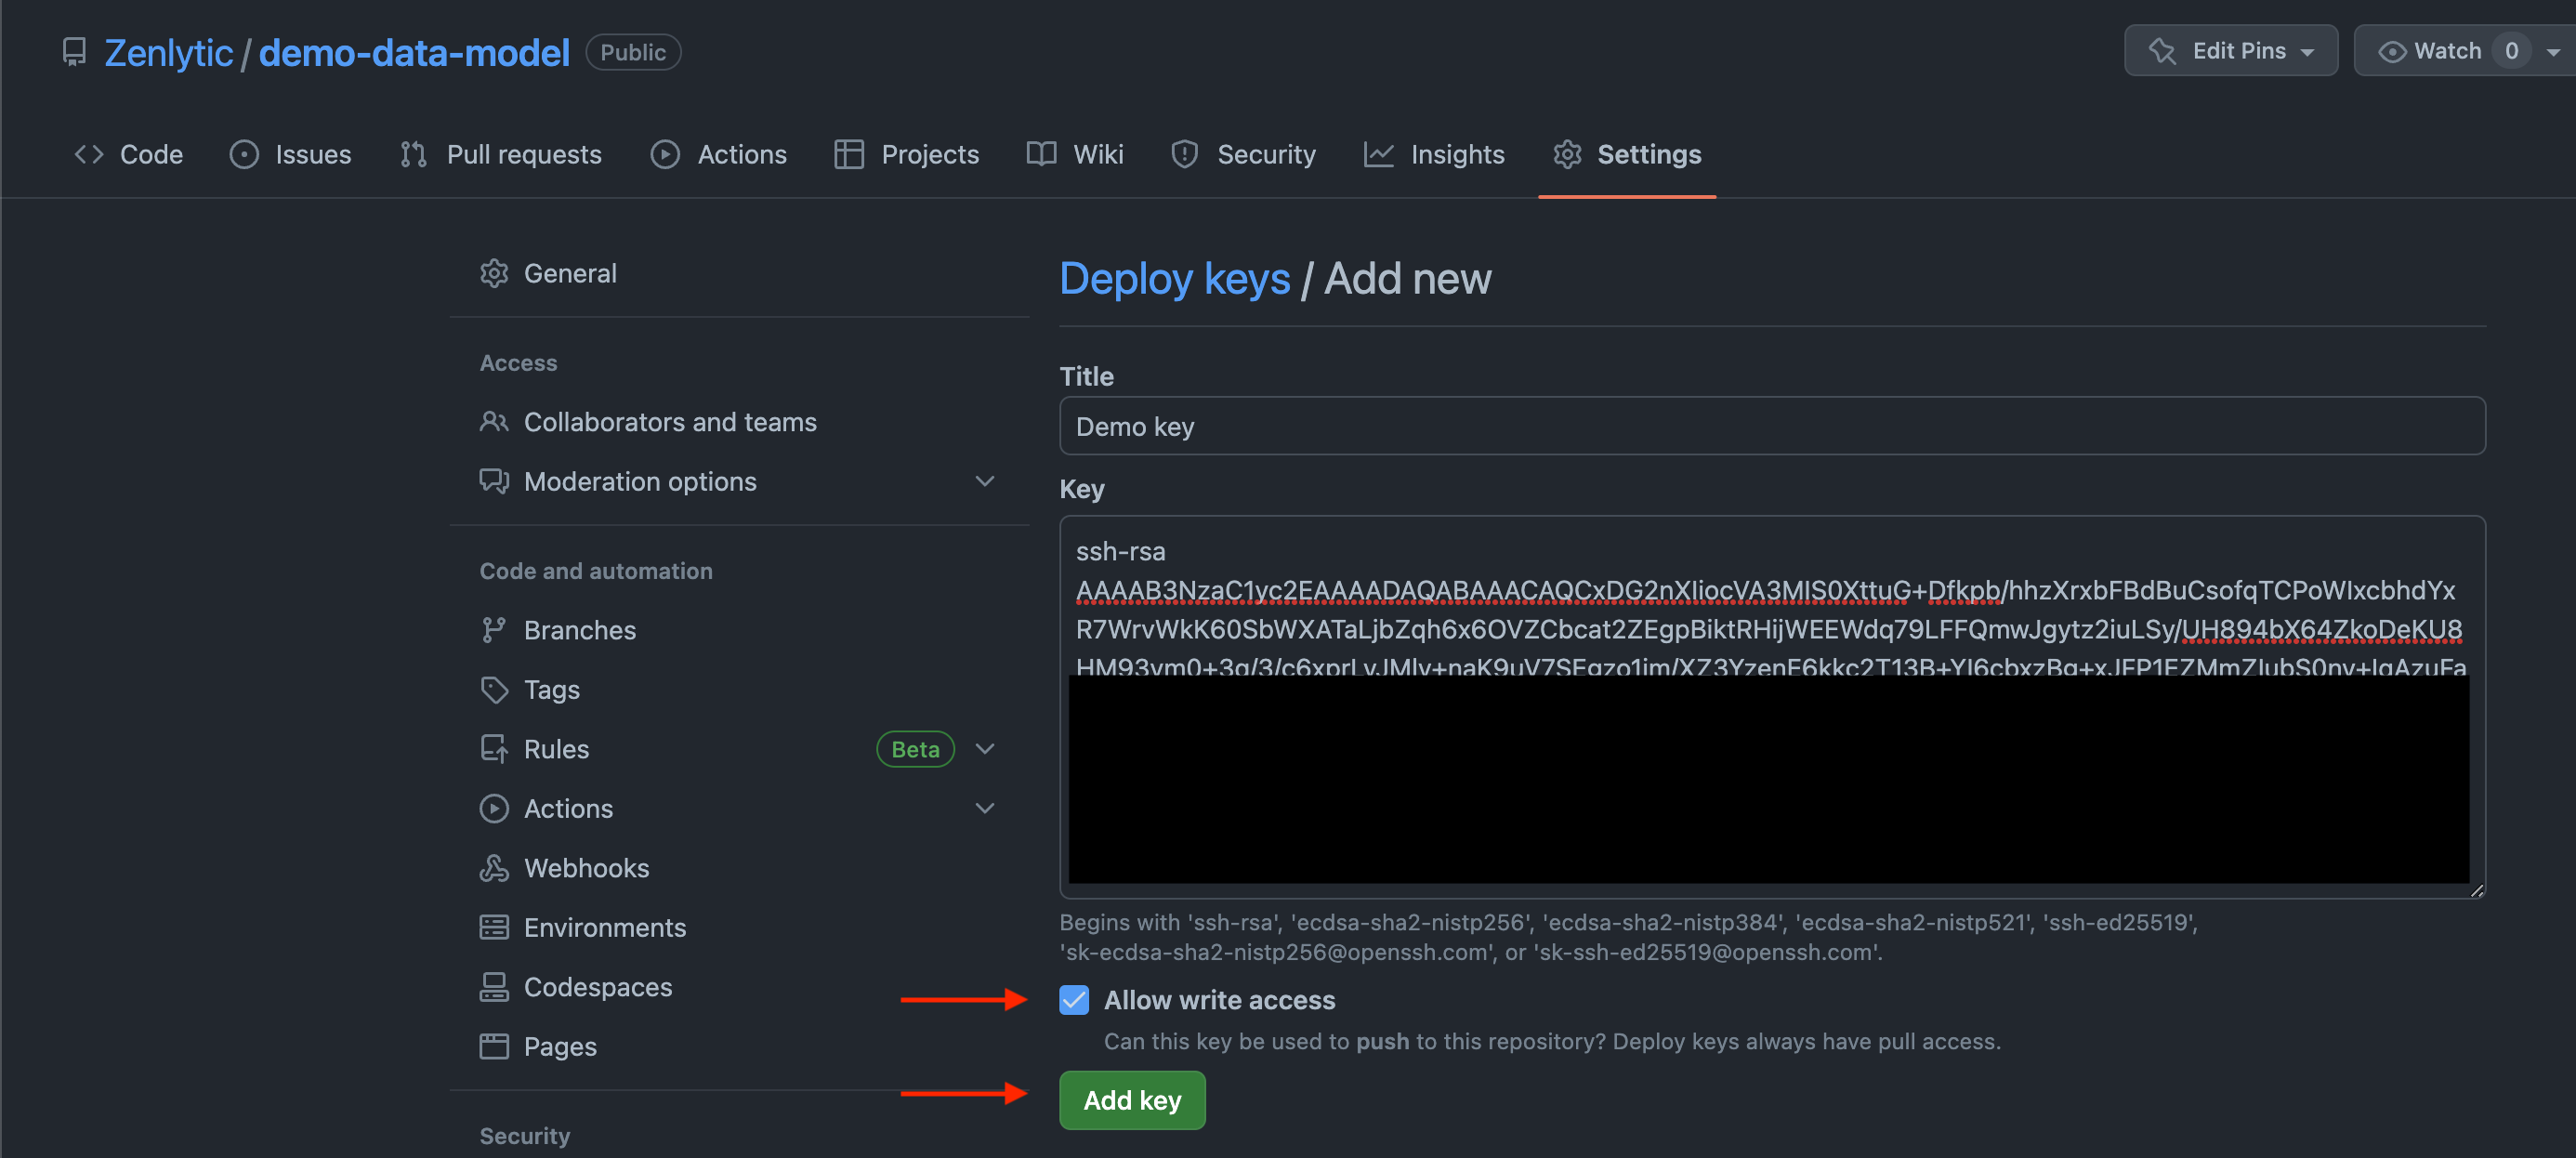 Zenlytic / demo-data-model Public
Edit Pins
Watch 0
Code Issues Pull requests Actions Projects Wiki Security Insights Settings
General
Access
Collaborators and teams
Moderation options
Code and automation
Branches
Tags
Rules Beta
Actions
Webhooks
Environments
Codespaces
Pages
Security
Deploy keys / Add new
Title
Demo key
Key
ssh-rsa
AAAAB3NzaC1yc2EAAAADAQABAAACAQCxDG2nXIiocVA3MIS0XttuG+Dfkpb/hhzXrxbFBdBuCsofqTCPoWIxcbhdYx
R7WrvWkK60SbWXATaLjbZqh6x6OVZCbcat2ZEgpBiktRHijWEEWdq79LFFQmwJgytz2iuLSy/UH894bX64ZkoDeKU8
Begins with 'ssh-rsa', 'ecdsa-sha2-nistp256', 'ecdsa-sha2-nistp384', 'ecdsa-sha2-nistp521', 'ssh-ed25519',
'sk-ecdsa-sha2-nistp256@openssh.com', or 'sk-ssh-ed25519@openssh.com'.
Allow write access
Can this key be used to push to this repository? Deploy keys always have pull access.
Add key